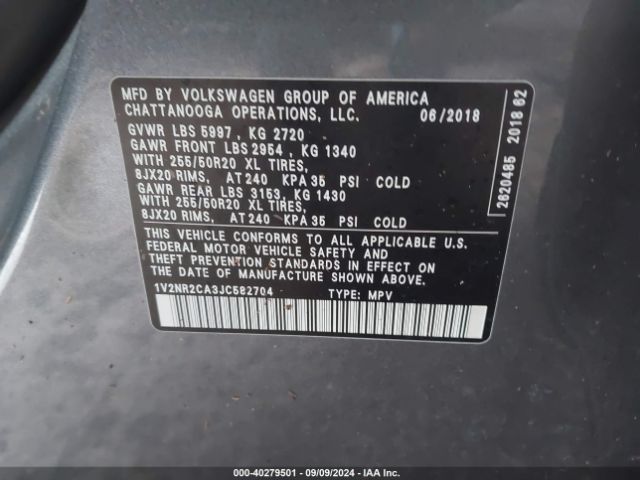 MFD BY VOLKSWAGEN GROUP OF AMERICA
CHATTANOOGA OPERATIONS, LLC. 06/2018
GVWR LBS 5997 , KG 2720
GAWR FRONT LBS 2954 , KG 1340
WITH 255/50R20 XL TIRES,
8JX20 RIMS, AT 240 KPA 35 PSI COLD
GAWR REAR LBS 3153, KG 1430
WITH 255/50R20 XL TIRES,
8JX20 RIMS, AT 240 KPA 35 PSI COLD
THIS VEHICLE CONFORMS TO ALL APPLICABLE U.S.
FEDERAL MOTOR VEHICLE SAFETY AND
THEFT PREVENTION STANDARDS IN EFFECT ON
THE DATE OF MANUFACTURE SHOWN ABOVE.
1V2NR2CA3JC582704 TYPE: MPV
2620485 2018 62
000-40279501 - 09/09/2024 - IAA Inc.